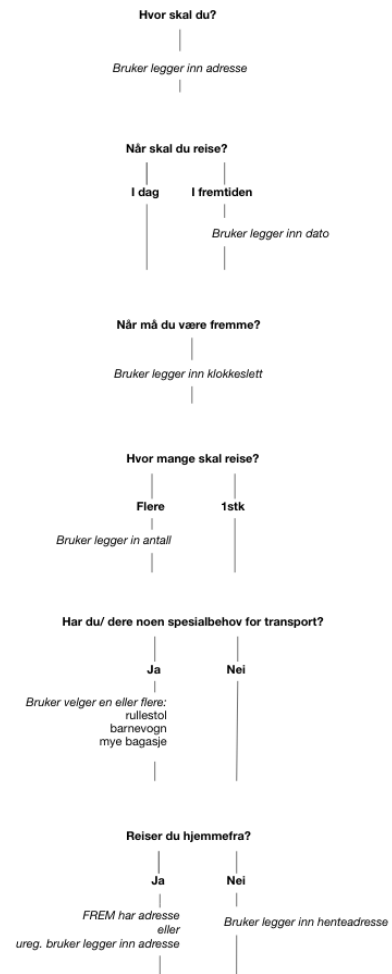 Hvor skal du?
Bruker legger inn adresse
Når skal du reise?
I dag I fremtiden
Bruker legger inn dato
Når må du være fremme?
Bruker legger inn klokkeslett
Hvor mange skal reise?
Flere 1stk
Bruker legger in antall
Har du/ dere noen spesialbehov for transport?
Ja Nei
Bruker velger en eller flere:
rullestol
barnevogn
mye bagasje
Reiser du hjemmefra?
Ja Nei
FREM har adresse
eller
ureg. bruker legger inn adresse
Bruker legger inn henteadresse